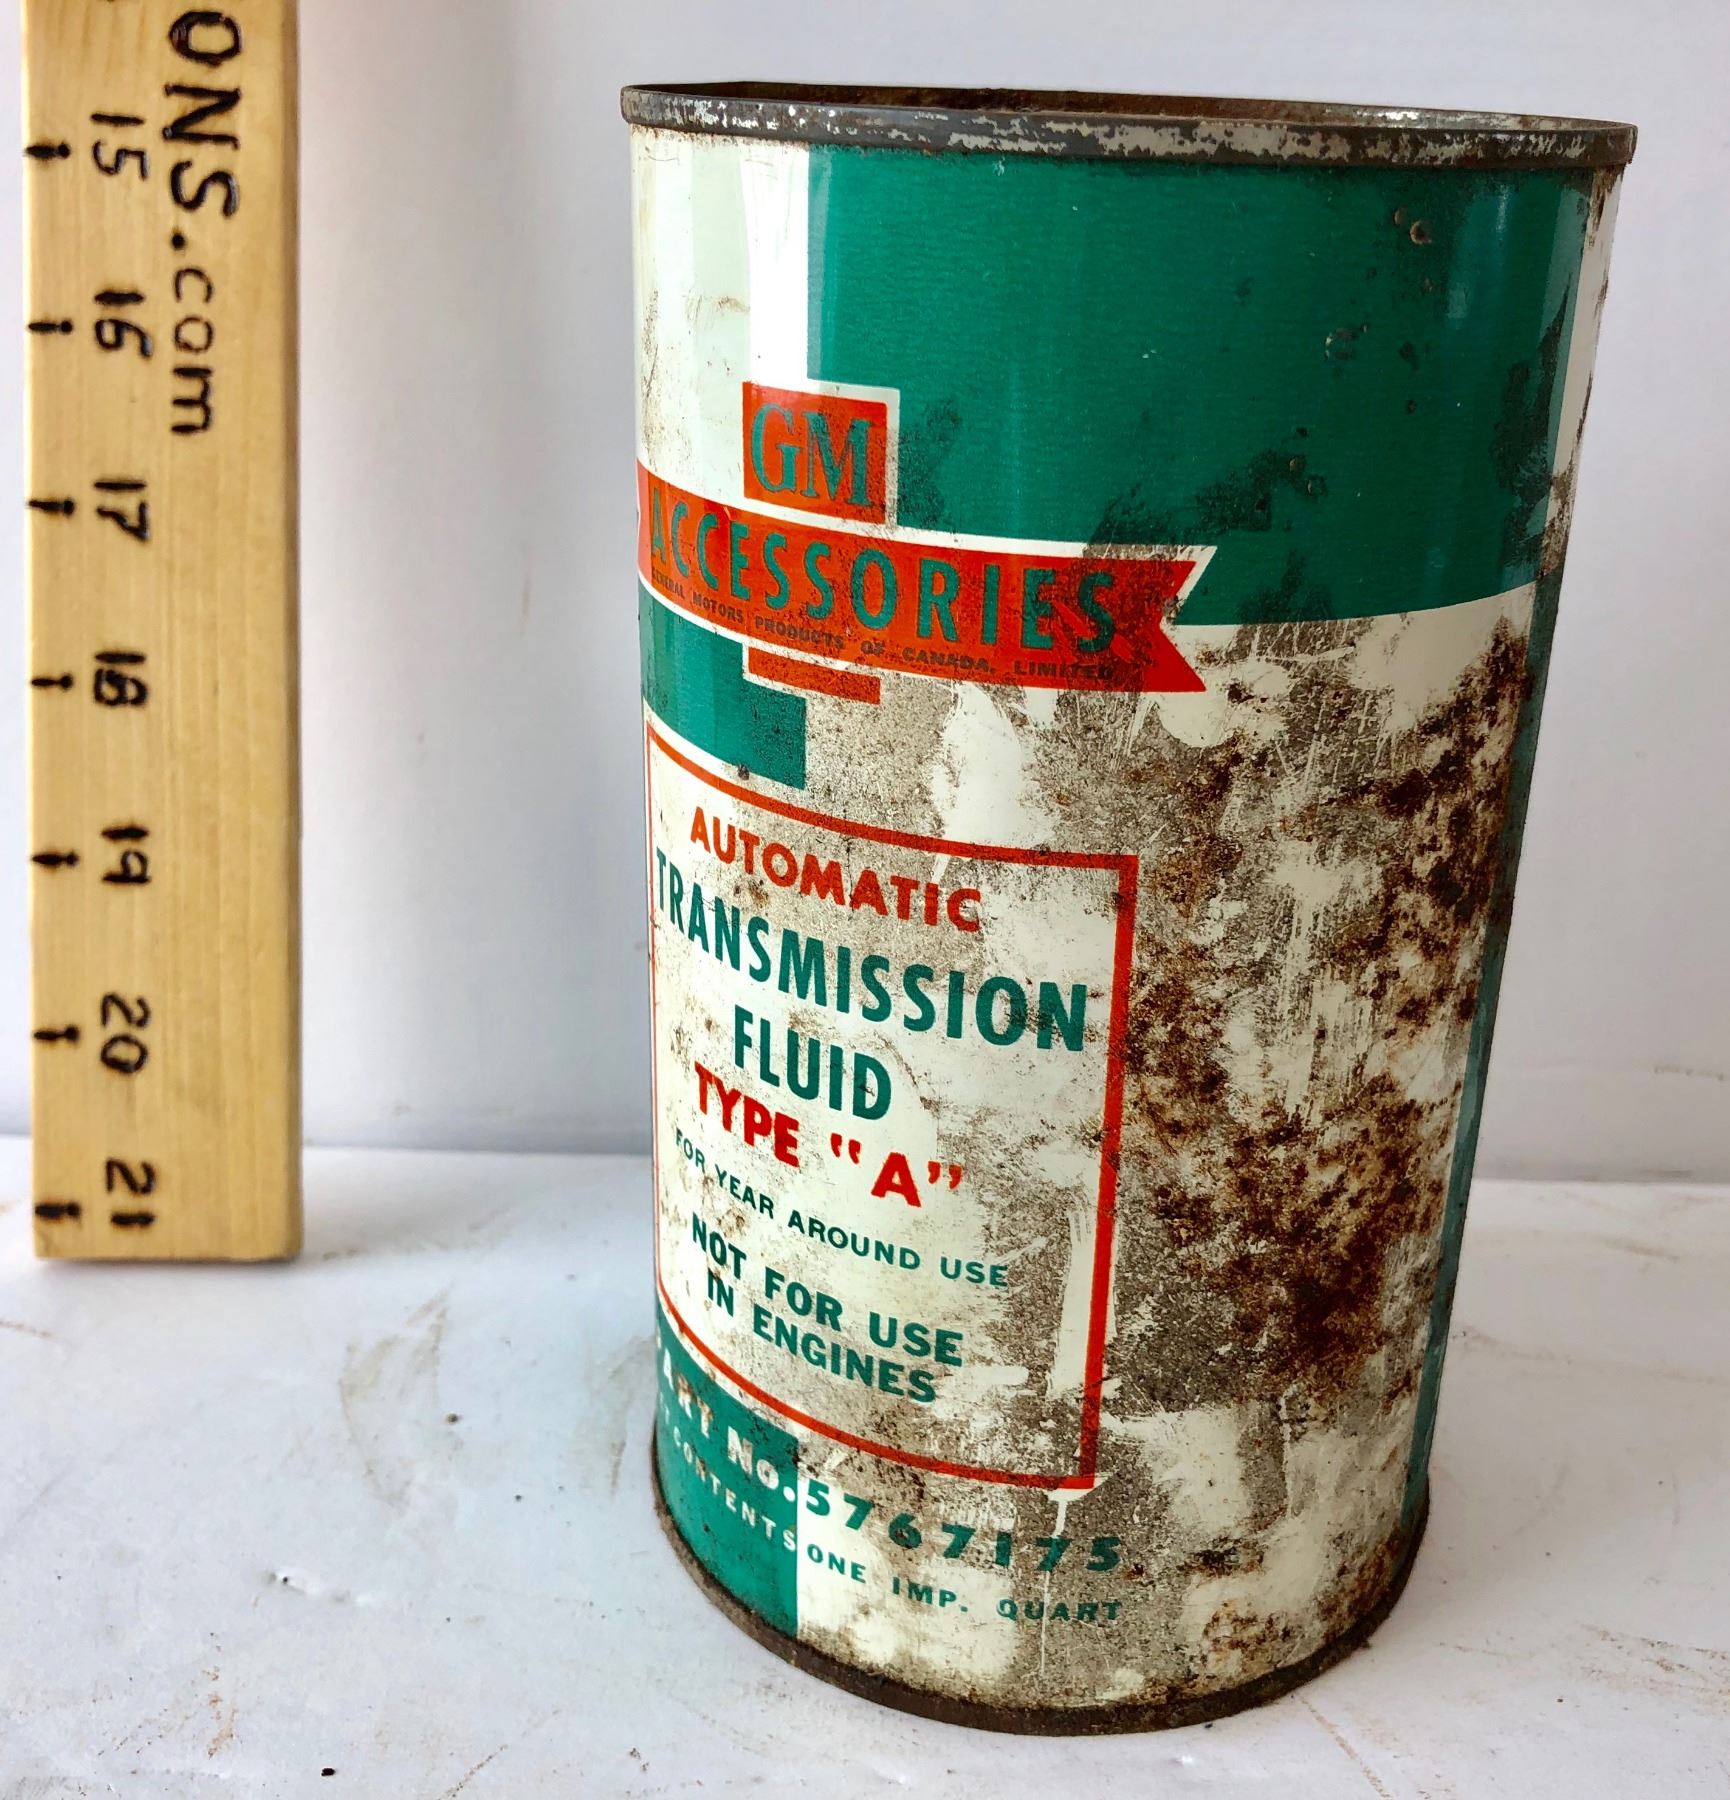 ONS.com
15
16
17
18
19
20
21
GM
ACCESSORIES
GENERAL MOTORS PRODUCTS OF CANADA, LIMITED
AUTOMATIC
TRANSMISSION
FLUID
TYPE "A"
FOR YEAR AROUND USE
NOT FOR USE
IN ENGINES
PART No. 5767175
CONTENTS ONE IMP. QUART